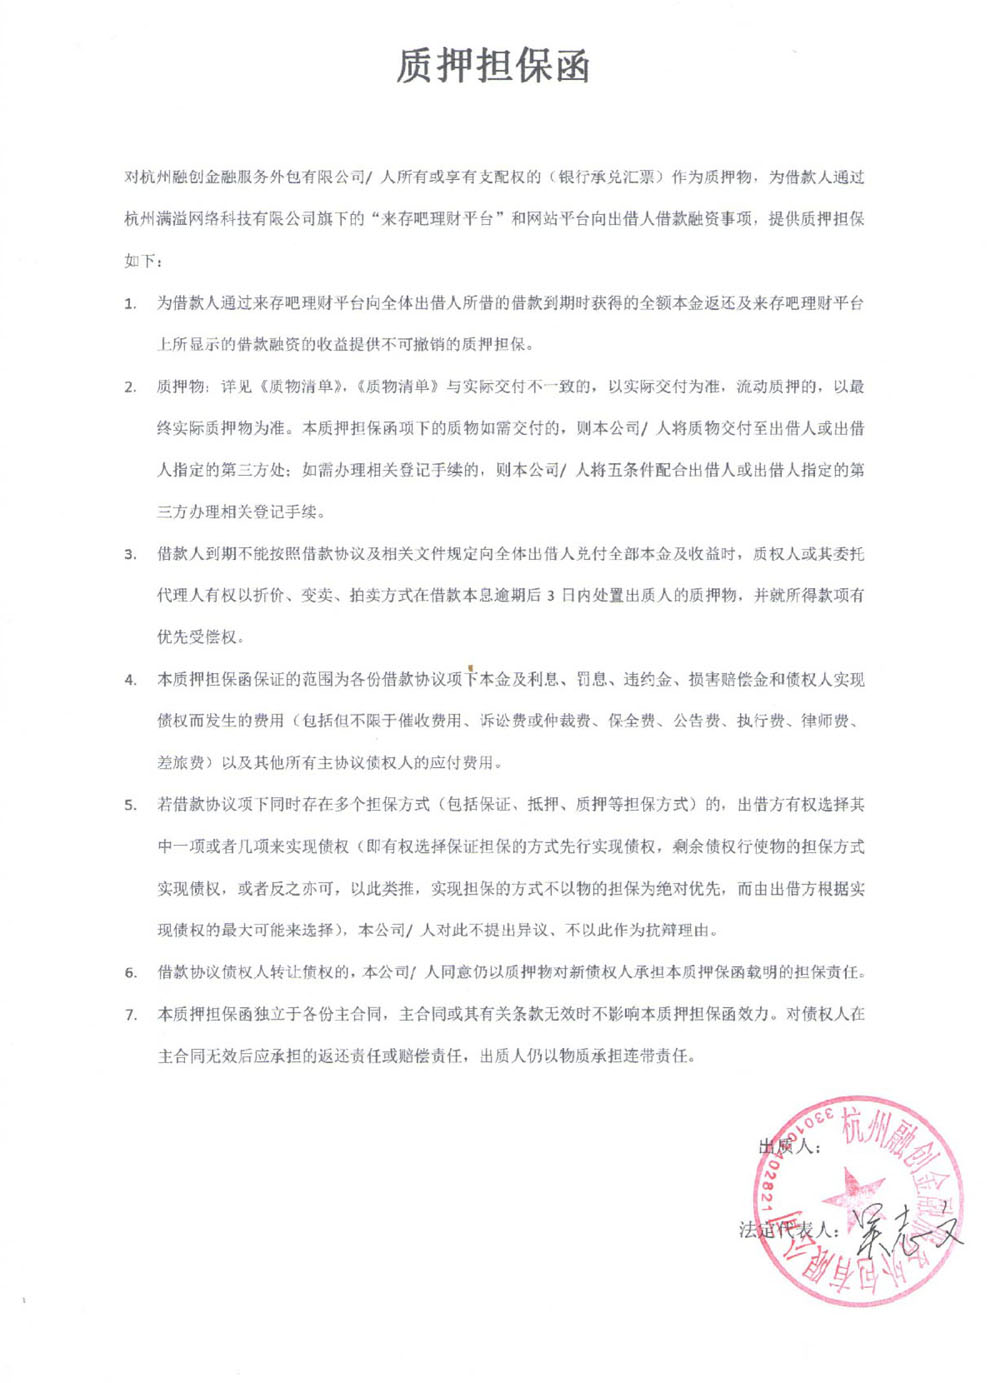 质押担保函
对杭州融创金融服务外包有限公司/ 人所有或享有支配权的（银行承兑汇票）作为质押物，为借款人通过
杭州满溢网络科技有限公司旗下的“来存吧理财平台”和网站平台向出借人借款融资事项，提供质押担保
如下：
1. 为借款人通过来存吧理财平台向全体出借人所借的借款到期时获得的全额本金返还及来存吧理财平台
上所显示的借款融资的收益提供不可撤销的质押担保。
2. 质押物：详见《质物清单》，《质物清单》与实际交付不一致的，以实际交付为准，流动质押的，以最
终实际质押物为准。本质押担保函项下的质物如需交付的，则本公司/ 人将质物交付至出借人或出借
人指定的第三方处；如需办理相关登记手续的，则本公司/ 人将五条件配合出借人或出借人指定的第
三方办理相关登记手续。
3. 借款人到期不能按照借款协议及相关文件规定向全体出借人兑付全部本金及收益时，质权人或其委托
代理人有权以折价、变卖、拍卖方式在借款本息逾期后 3 日内处置出质人的质押物，并就所得款项有
优先受偿权。
4. 本质押担保函保证的范围为各份借款协议项下本金及利息、罚息、违约金、损害赔偿金和债权人实现
债权而发生的费用（包括但不限于催收费用、诉讼费或仲裁费、保全费、公告费、执行费、律师费、
差旅费）以及其他所有主协议债权人的应付费用。
5. 若借款协议项下同时存在多个担保方式（包括保证、抵押、质押等担保方式）的，出借方有权选择其
中一项或者几项来实现债权（即有权选择保证担保的方式先行实现债权，剩余债权行使物的担保方式
实现债权，或者反之亦可，以此类推，实现担保的方式不以物的担保为绝对优先，而由出借方根据实
现债权的最大可能来选择），本公司/ 人对此不提出异议、不以此作为抗辩理由。
6. 借款协议债权人转让债权的，本公司/ 人同意仍以质押物对新债权人承担本质押保函载明的担保责任。
7. 本质押担保函独立于各份主合同，主合同或其有关条款无效时不影响本质押担保函效力。对债权人在
主合同无效后应承担的返还责任或赔偿责任，出质人仍以物质承担连带责任。
出质人：
法定代表人：
杭州融创金融服务外包有限公司